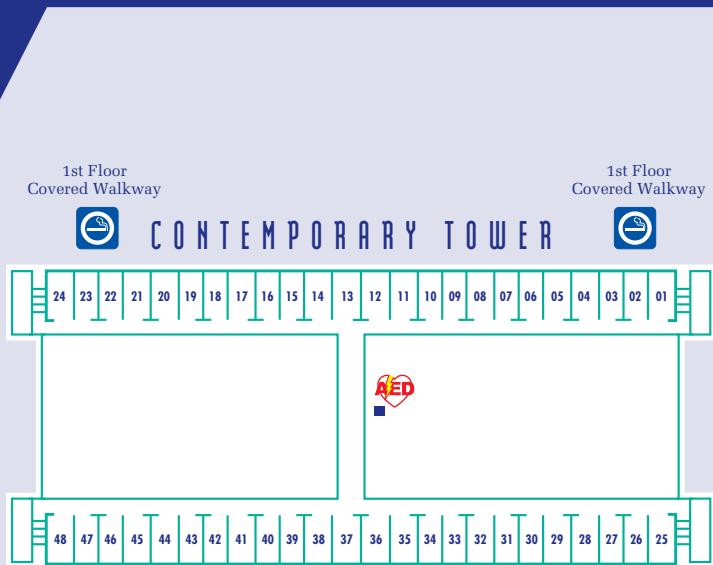 1st Floor
Covered Walkway
1st Floor
Covered Walkway
CONTEMPORARY TOWER
24 23 22 21 20 19 18 17 16 15 14 13 12 11 10 09 08 07 06 05 04 03 02 01
AED
48 47 46 45 44 43 42 41 40 39 38 37 36 35 34 33 32 31 30 29 28 27 26 25